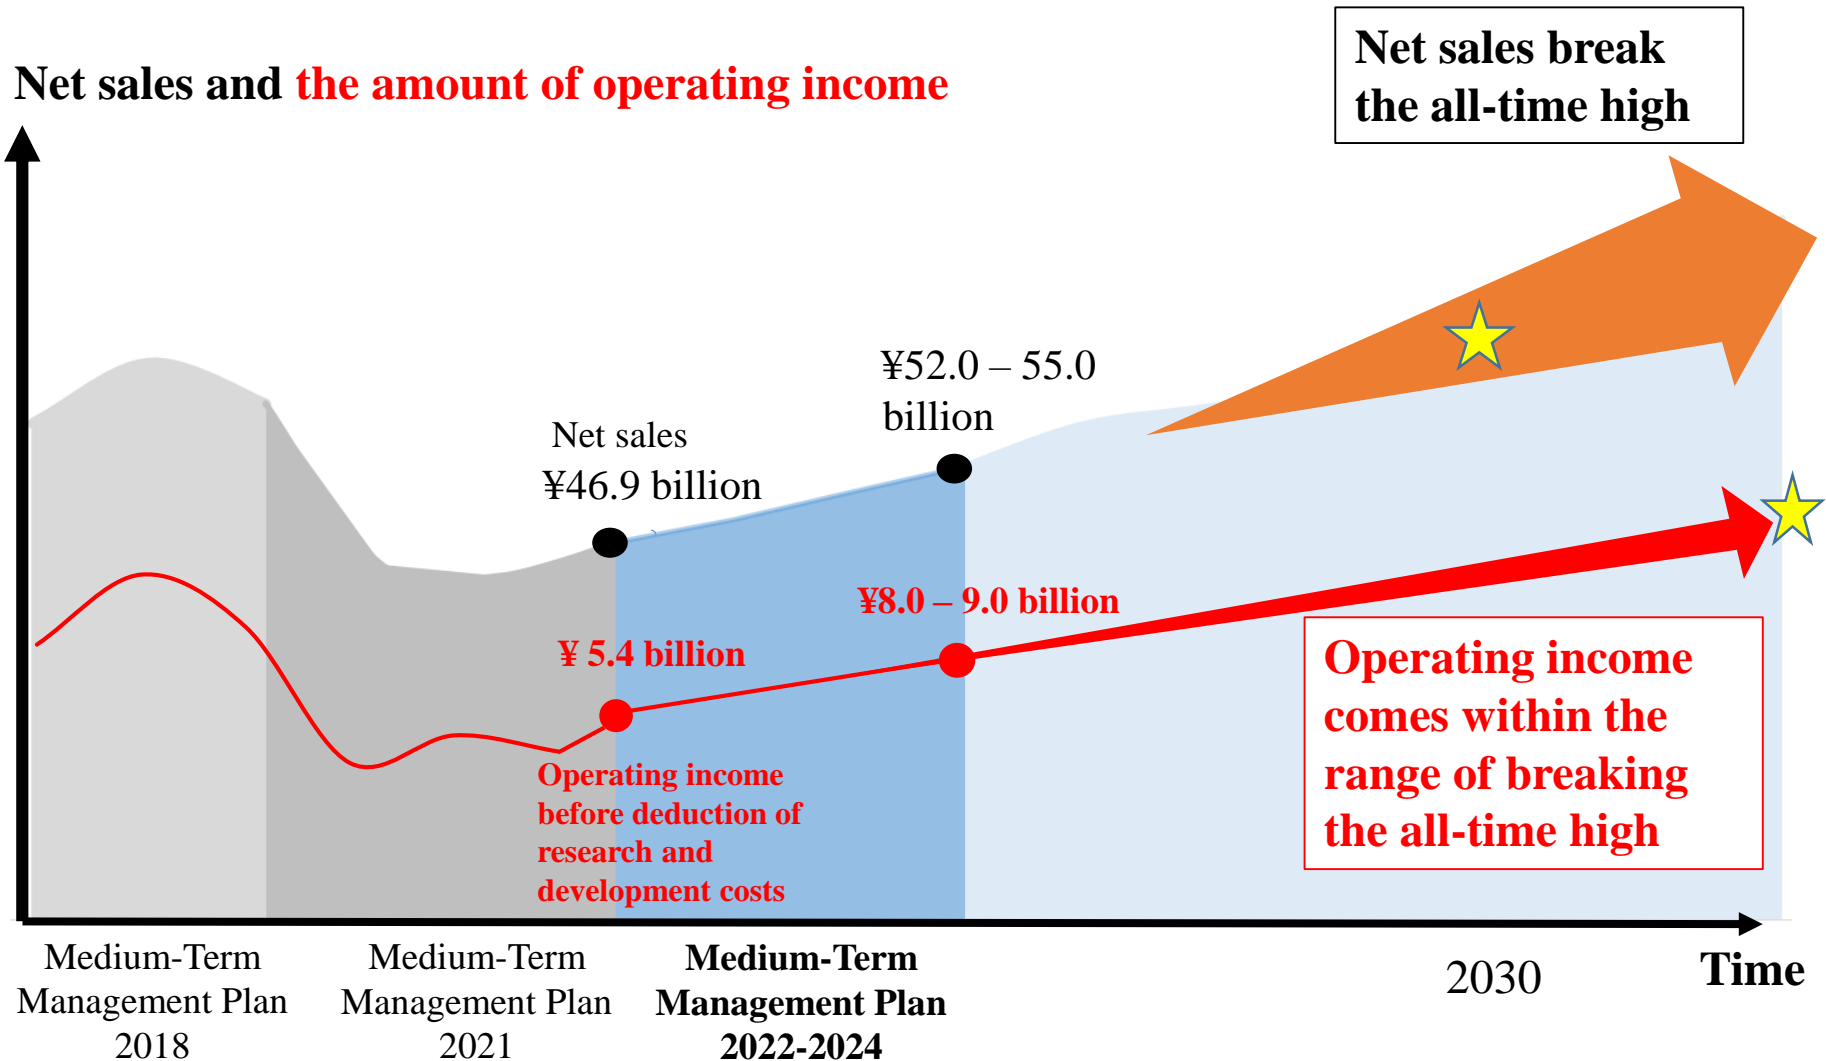 Net sales break
the all-time high
Net sales and the amount of operating income
¥52.0 – 55.0
billion
Net sales
¥46.9 billion
¥8.0 – 9.0 billion
¥ 5.4 billion
Operating income
before deduction of
research and
development costs
Operating income
comes within the
range of breaking
the all-time high
Medium-Term
Management Plan
2018
Medium-Term
Management Plan
2021
Medium-Term
Management Plan
2022-2024
2030
Time